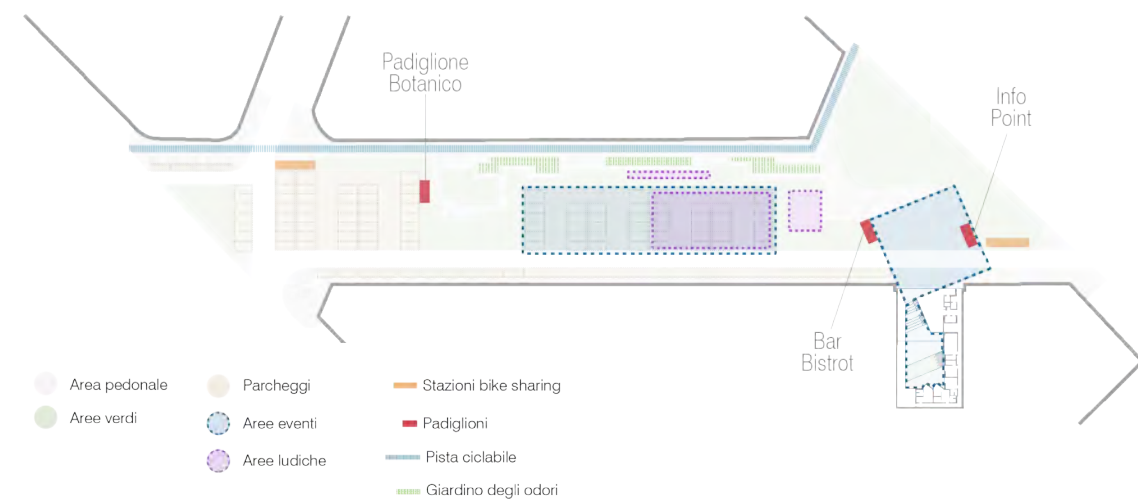 Padiglione
Botanico
Info
Point
Bar
Bistrot
Area pedonale
Aree verdi
Parcheggi
Aree eventi
Aree ludiche
Stazioni bike sharing
Padiglioni
Pista ciclabile
Giardino degli odori